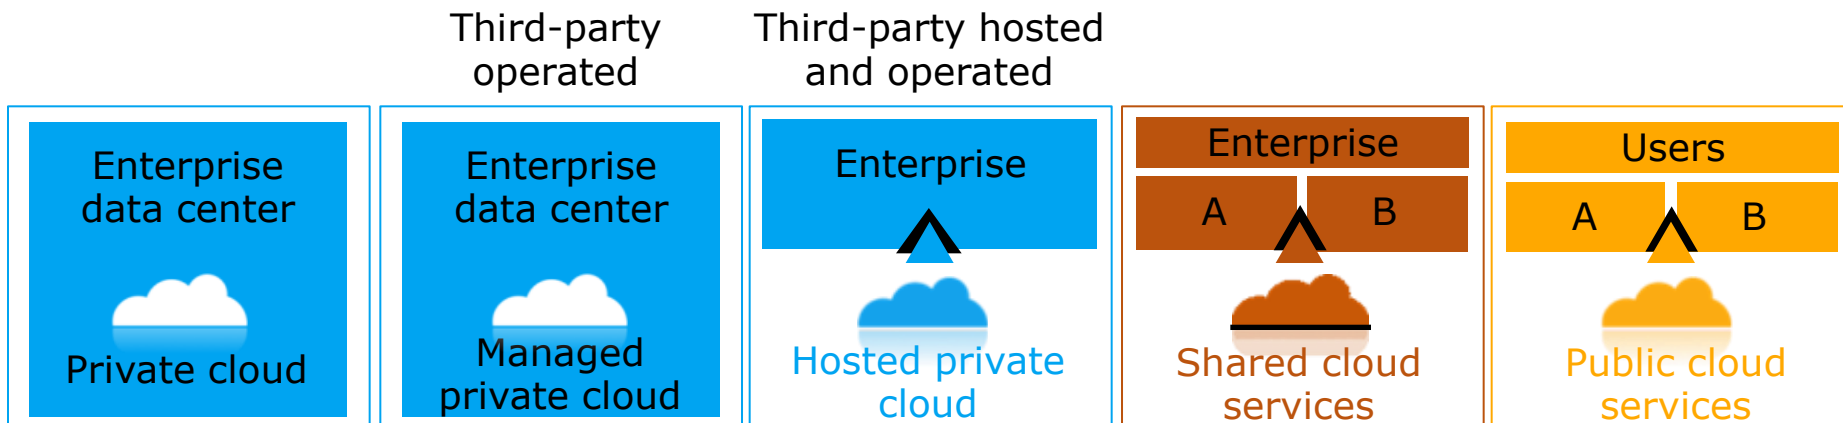 Third-party
operated
Third-party hosted
and operated
Enterprise
data center
Private cloud
Enterprise
data center
Managed
private cloud
Enterprise
Hosted private
cloud
Enterprise
A
B
Shared cloud
services
Users
A
B
Public cloud
services